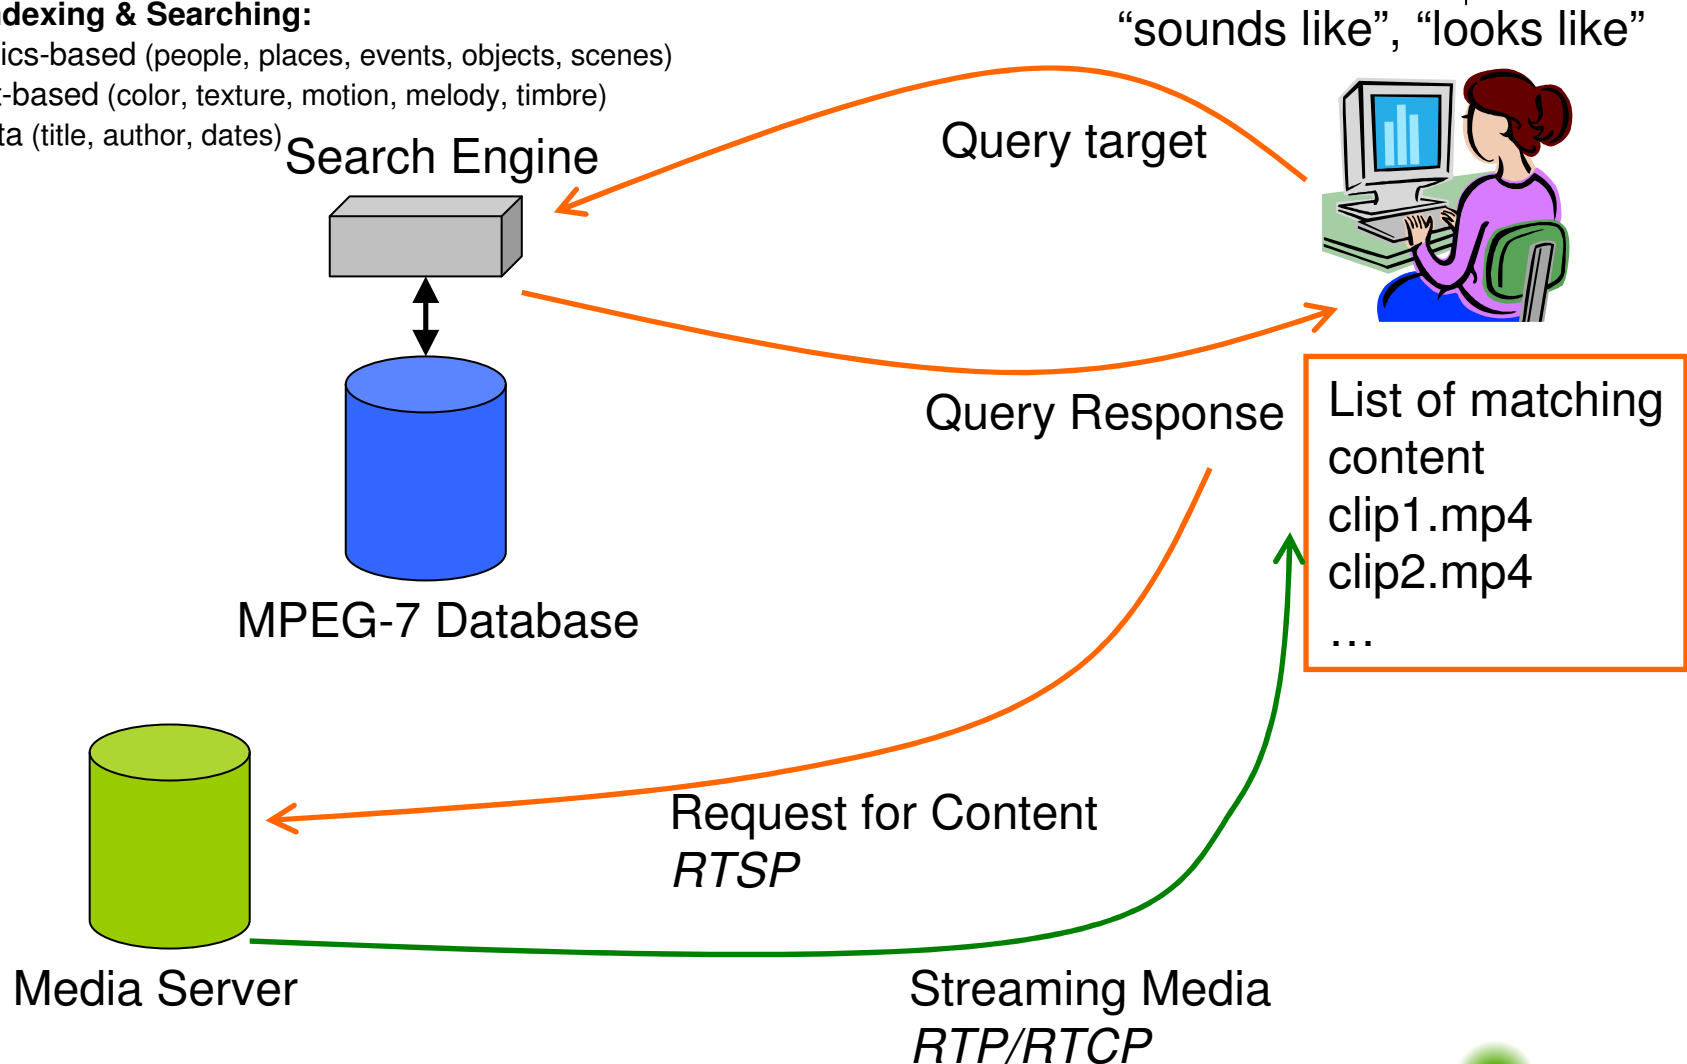 ndexing & Searching:
ics-based (people, places, events, objects, scenes)
t-based (color, texture, motion, melody, timbre)
ta (title, author, dates)
“sounds like”, “looks like”
Search Engine
Query target
Query Response
List of matching
content
clip1.mp4
clip2.mp4
…
MPEG-7 Database
Request for Content
RTSP
Media Server
Streaming Media
RTP/RTCP